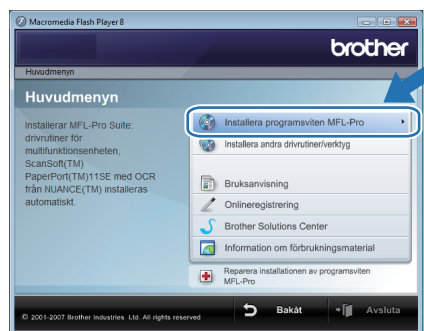 Macromedia Flash Player 8
brother
Huvudmenyn
Huvudmenyn
Installerar MFL-Pro Suite:
drivrutiner för
multifunktionsenheten,
ScanSoft(TM)
PaperPort(TM)11SE med OCR
från NUANCE(TM) installeras
automatiskt.
Installera programsviten MFL-Pro
Installera andra drivrutiner/verktyg
Bruksanvisning
Onlineregistrering
Brother Solutions Center
Information om förbrukningsmaterial
Reparera installationen av programsviten
MFL-Pro
© 2001-2007 Brother Industries Ltd. All rights reserved
Bakåt
Avsluta